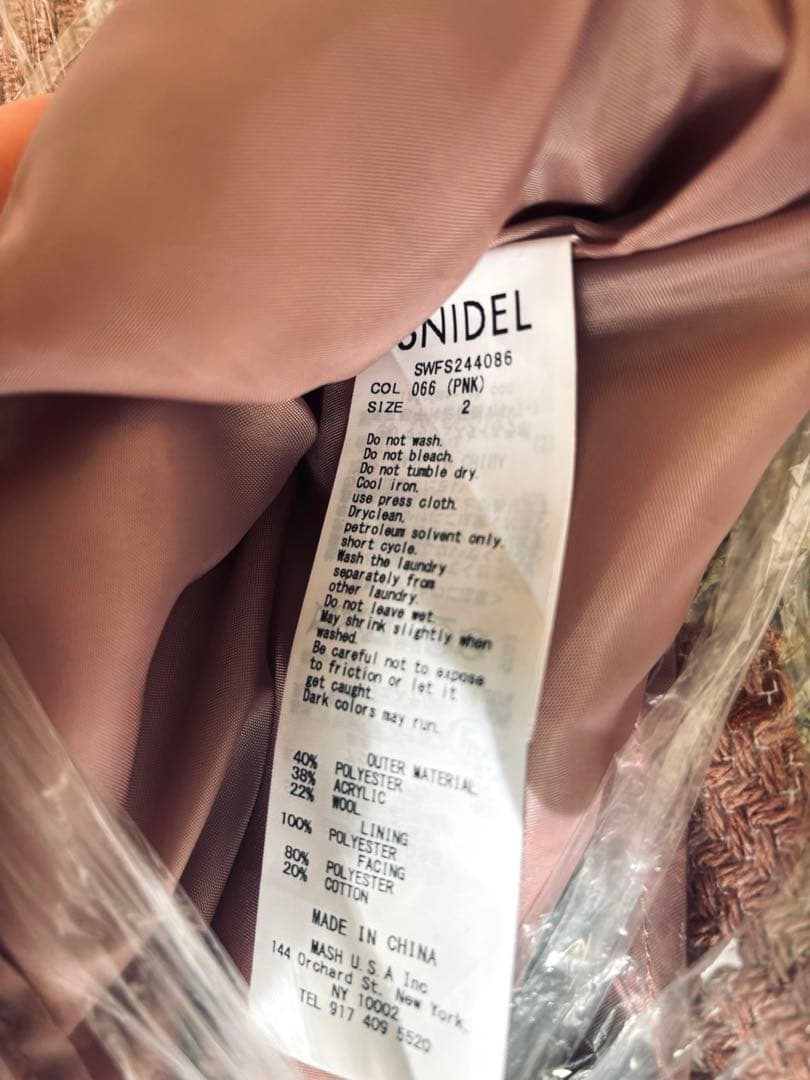 SNIDEL
SWFS244086
COL 066 (PNK)
SIZE 2
Do not wash.
Do not bleach.
Do not tumble dry.
Cool iron.
use press cloth.
Dryclean.
petroleum solvent only.
short cycle.
Wash the laundry
separately from
other laundry.
Do not leave wet.
May shrink slightly when
washed.
Be careful not to expose
to friction or let it
get caught.
Dark colors may run.
OUTER MATERIAL
40% POLYESTER
38% ACRYLIC
22% WOOL
LINING
100% POLYESTER
FACING
80% POLYESTER
20% COTTON
MADE IN CHINA
MASH U.S.A Inc
144 Orchard St. New York.
NY 10002
TEL 917 409 5520